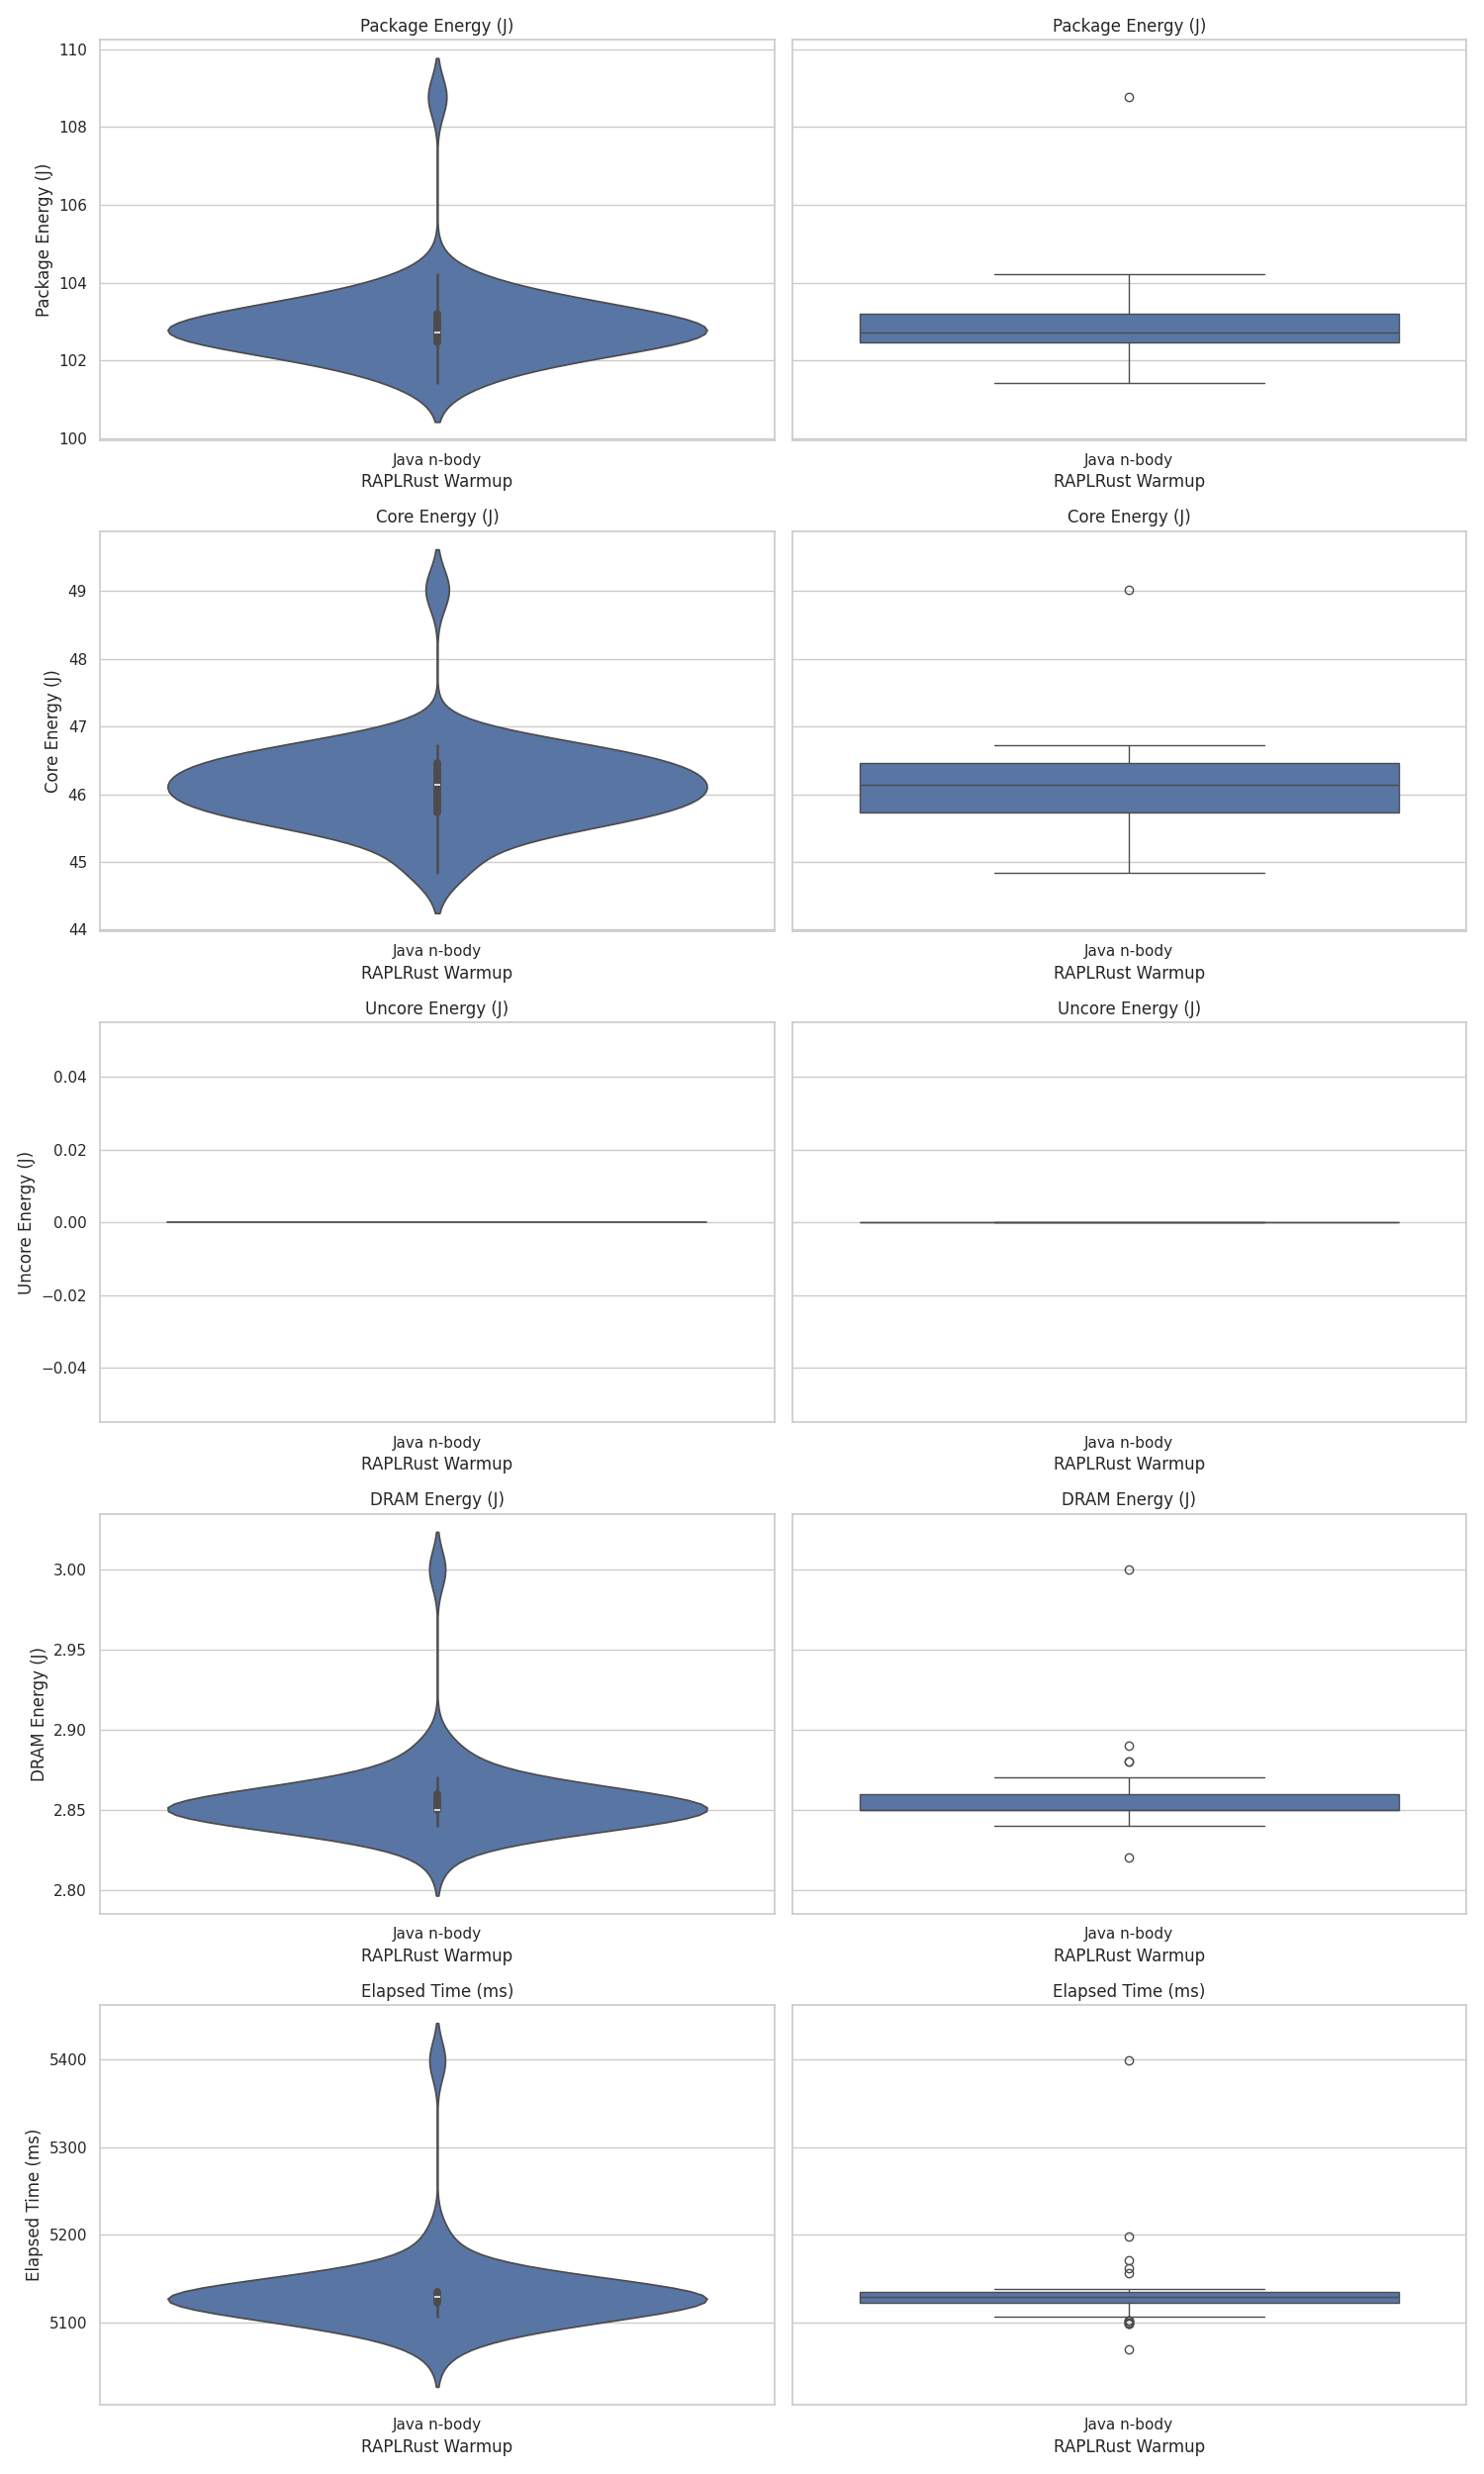 Package Energy (J)
Package Energy (J)
Package Energy (J)
110
108
106
104
102
100
Java n-body
RAPLRust Warmup
Java n-body
RAPLRust Warmup
Core Energy (J)
Core Energy (J)
Core Energy (J)
49
48
47
46
45
44
Java n-body
RAPLRust Warmup
Java n-body
RAPLRust Warmup
Uncore Energy (J)
Uncore Energy (J)
Uncore Energy (J)
0.04
0.02
0.00
−0.02
−0.04
Java n-body
RAPLRust Warmup
Java n-body
RAPLRust Warmup
DRAM Energy (J)
DRAM Energy (J)
DRAM Energy (J)
3.00
2.95
2.90
2.85
2.80
Java n-body
RAPLRust Warmup
Java n-body
RAPLRust Warmup
Elapsed Time (ms)
Elapsed Time (ms)
Elapsed Time (ms)
5400
5300
5200
5100
Java n-body
RAPLRust Warmup
Java n-body
RAPLRust Warmup